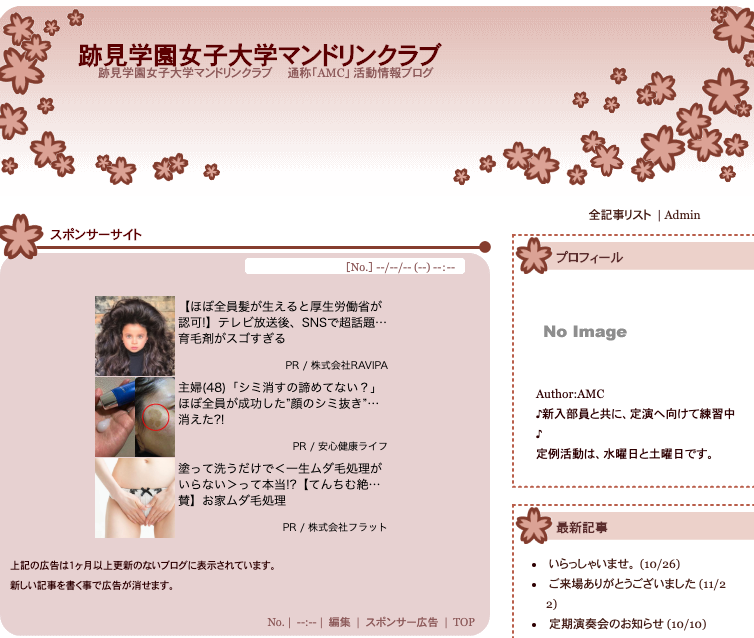 跡見学園女子大学マンドリンクラブ
跡見学園女子大学マンドリンクラブ　通称「AMC」活動情報ブログ
全記事リスト | Admin
スポンサーサイト
[No.] --/--/-- (--) --:--
【ほぼ全員髪が生えると厚生労働省が
認可!】テレビ放送後、SNSで超話題…
育毛剤がスゴすぎる
PR / 株式会社RAVIPA
主婦(48)「シミ消すの諦めてない？」
ほぼ全員が成功した"顔のシミ抜き"…
消えた?!
PR / 安心健康ライフ
塗って洗うだけで＜一生ムダ毛処理が
いらない＞って本当!?【てんちむ絶…
賛】お家ムダ毛処理
PR / 株式会社フラット
上記の広告は1ヶ月以上更新のないブログに表示されています。
新しい記事を書く事で広告が消せます。
No. | --:-- | 編集 | スポンサー広告 | TOP
プロフィール
No Image
Author:AMC
♪新入部員と共に、定演へ向けて練習中
♪
定例活動は、水曜日と土曜日です。
最新記事
いらっしゃいませ。 (10/26)
ご来場ありがとうございました (11/2
2)
定期演奏会のお知らせ (10/10)